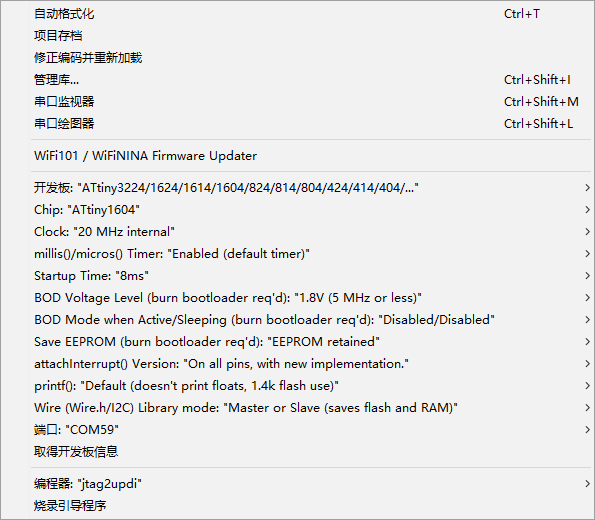 自动格式化 Ctrl+T
项目存档
修正编码并重新加载
管理库... Ctrl+Shift+I
串口监视器 Ctrl+Shift+M
串口绘图器 Ctrl+Shift+L
WiFi101 / WiFiNINA Firmware Updater
开发板: "ATtiny3224/1624/1614/1604/824/814/804/424/414/404/..."
Chip: "ATtiny1604"
Clock: "20 MHz internal"
millis()/micros() Timer: "Enabled (default timer)"
Startup Time: "8ms"
BOD Voltage Level (burn bootloader req'd): "1.8V (5 MHz or less)"
BOD Mode when Active/Sleeping (burn bootloader req'd): "Disabled/Disabled"
Save EEPROM (burn bootloader req'd): "EEPROM retained"
attachInterrupt() Version: "On all pins, with new implementation."
printf(): "Default (doesn't print floats, 1.4k flash use)"
Wire (Wire.h/I2C) Library mode: "Master or Slave (saves flash and RAM)"
端口: "COM59"
取得开发板信息
编程器: "jtag2updi"
烧录引导程序